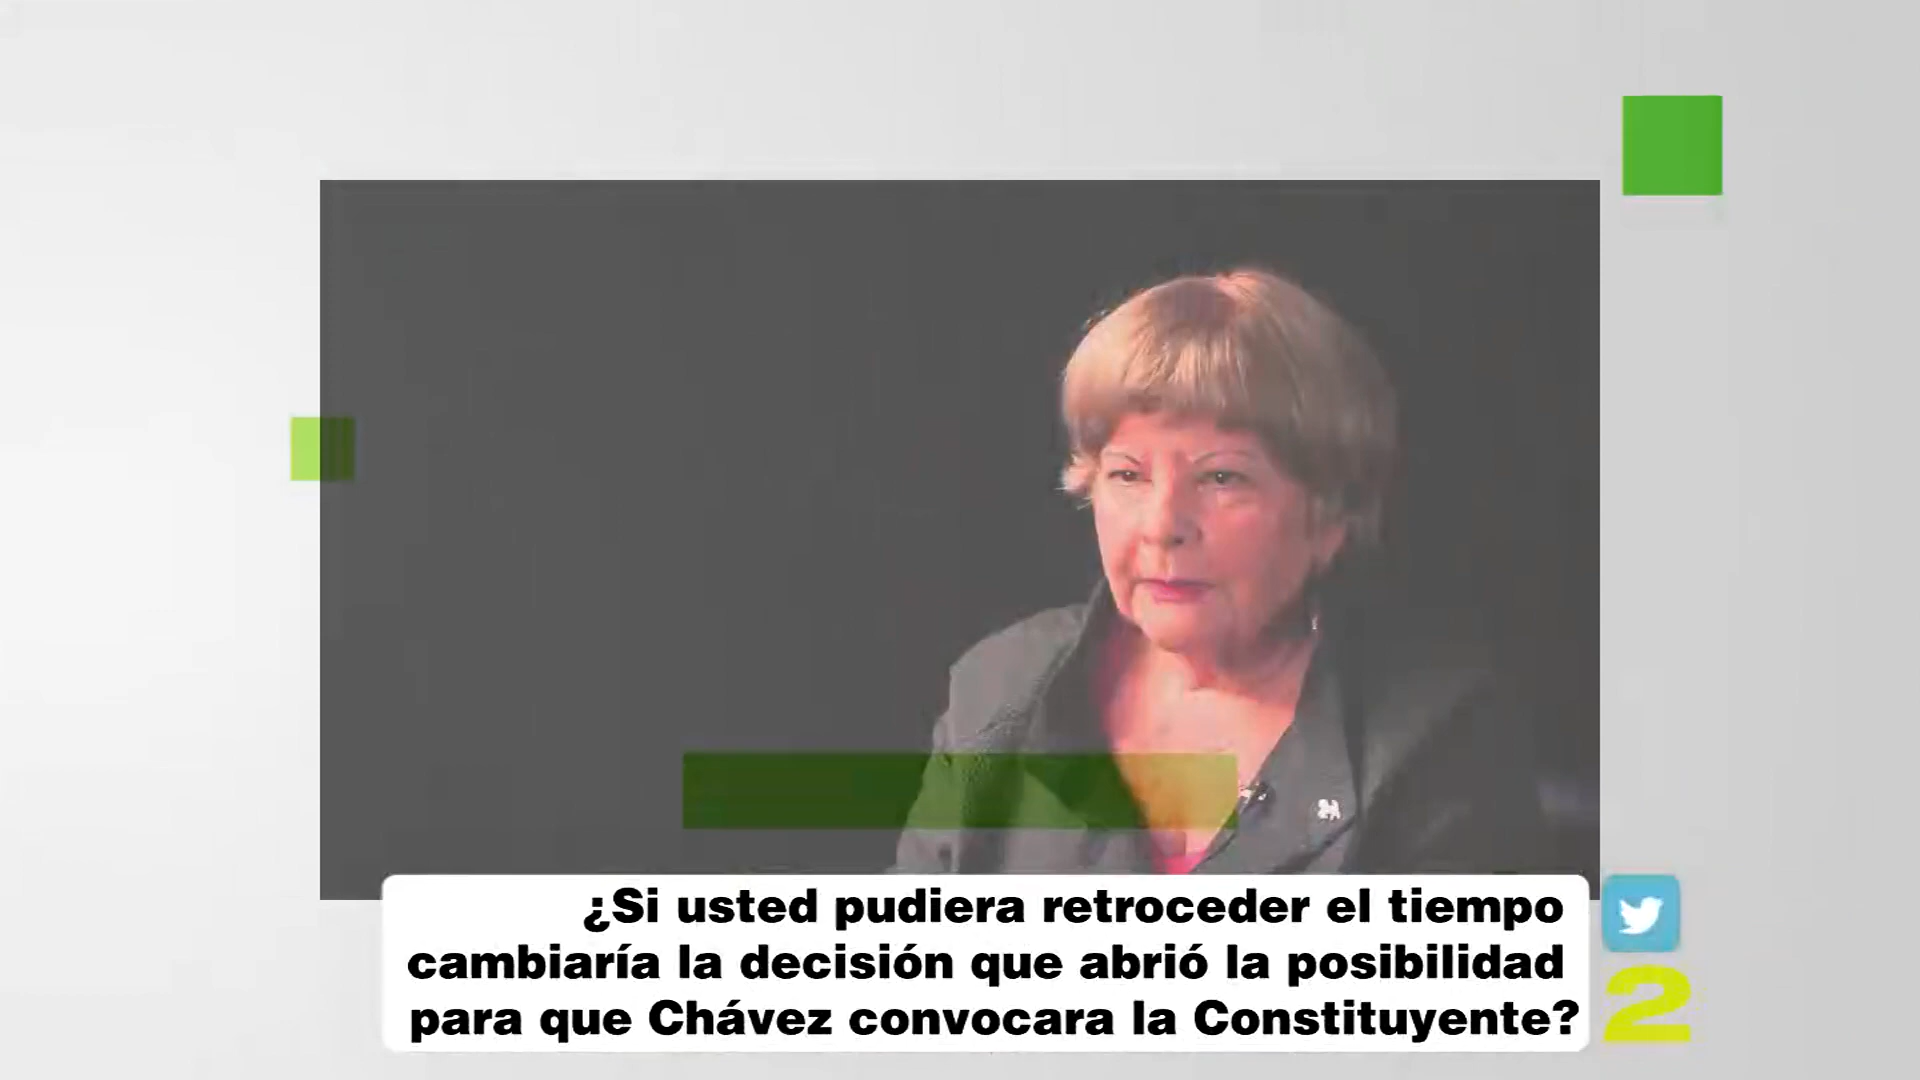 ¿Si usted pudiera retroceder el tiempo
cambiaría la decisión que abrió la posibilidad
para que Chávez convocara la Constituyente?
2